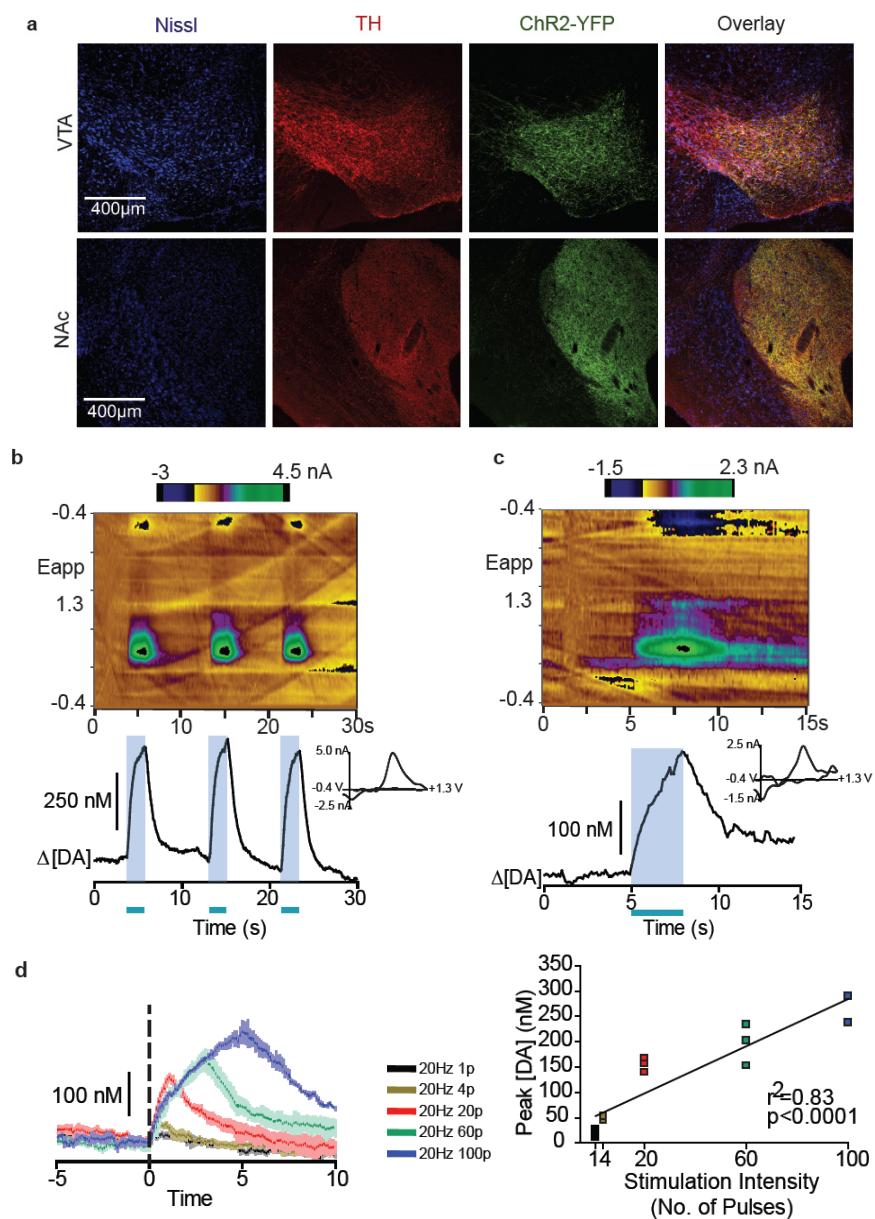 a
Nissl TH ChR2-YFP Overlay
VTA
400µm
NAc
400µm
b
-3 4.5 nA
-0.4
Eapp
1.3
-0.4
0 10 20 30s
5.0 nA
-0.4 V +1.3 V
-2.5 nA
250 nM
Δ[DA]
0 10 20 30
Time (s)
c
-1.5 2.3 nA
-0.4
Eapp
1.3
-0.4
0 5 10 15s
2.5 nA
-0.4 V +1.3 V
-1.5 nA
100 nM
Δ[DA]
0 5 10 15
Time (s)
d
100 nM
-5 0 5 10
Time
20Hz 1p
20Hz 4p
20Hz 20p
20Hz 60p
20Hz 100p
Peak [DA] (nM)
350
300
250
200
150
100
50
0
r²=0.83
p<0.0001
1 4 20 60 100
Stimulation Intensity
(No. of Pulses)